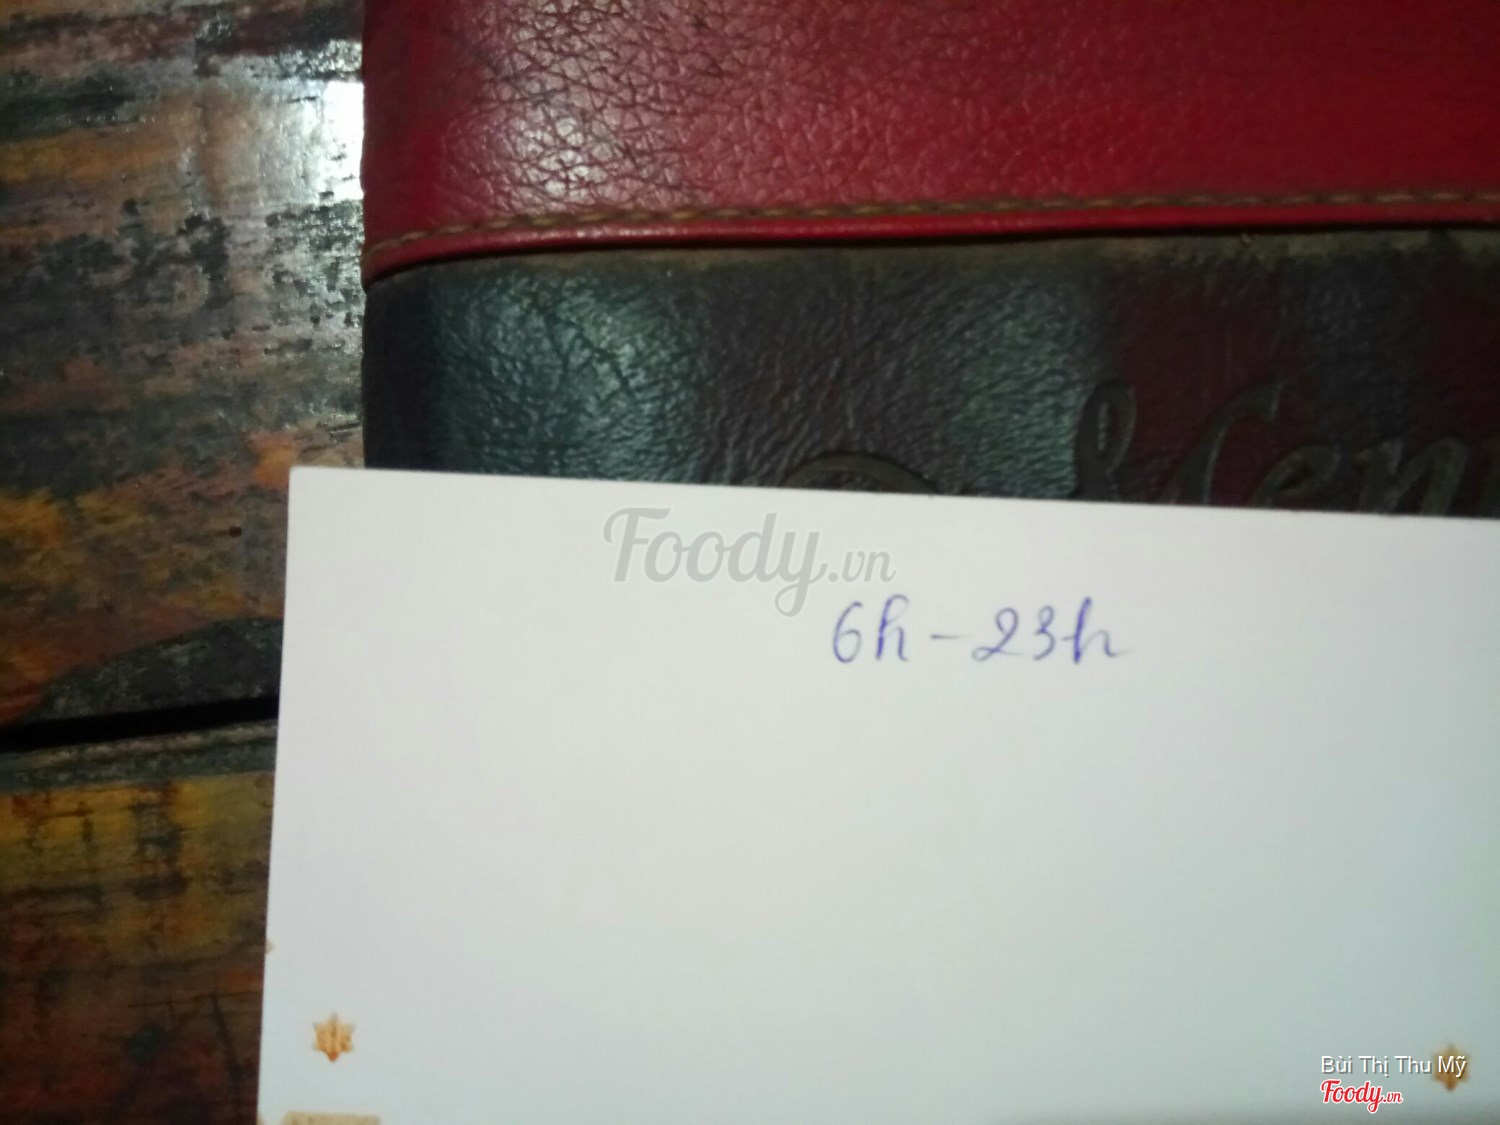 Foody.vn
6h - 23h
Bùi Thị Thu Mỹ
Foody.vn